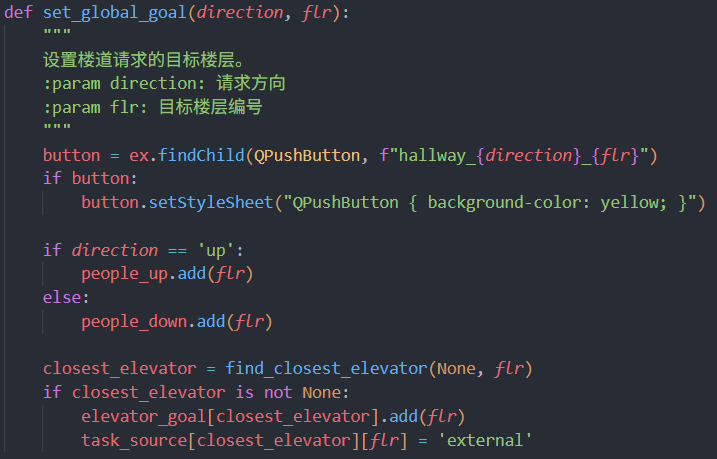 def set_global_goal(direction, flr):
    """
    设置楼道请求的目标楼层。
    :param direction: 请求方向
    :param flr: 目标楼层编号
    """
    button = ex.findChild(QPushButton, f"hallway_{direction}_{flr}")
    if button:
        button.setStyleSheet("QPushButton { background-color: yellow; }")

    if direction == 'up':
        people_up.add(flr)
    else:
        people_down.add(flr)

    closest_elevator = find_closest_elevator(None, flr)
    if closest_elevator is not None:
        elevator_goal[closest_elevator].add(flr)
        task_source[closest_elevator][flr] = 'external'